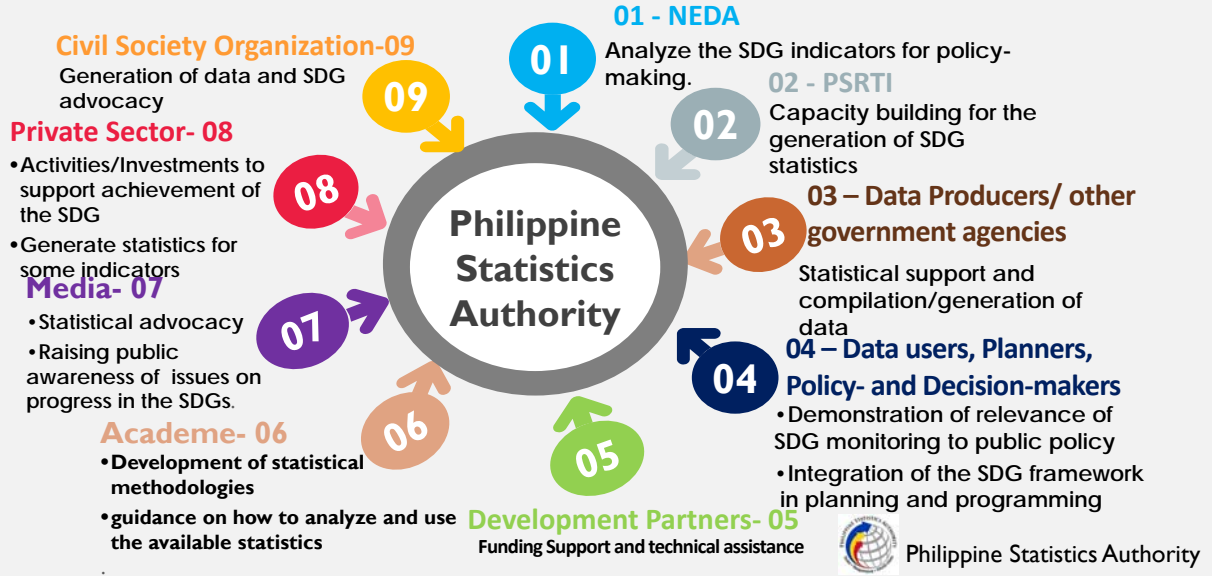 01 - NEDA
Analyze the SDG indicators for policy-
making.
02 - PSRTI
Capacity building for the
generation of SDG
statistics
03 – Data Producers/ other
government agencies
Statistical support and
compilation/generation of
data
04 – Data users, Planners,
Policy- and Decision-makers
•Demonstration of relevance of
SDG monitoring to public policy
•Integration of the SDG framework
in planning and programming
Development Partners- 05
Funding Support and technical assistance
Academe- 06
•Development of statistical
methodologies
•guidance on how to analyze and use
the available statistics
.
Media- 07
•Statistical advocacy
•Raising public
awareness of issues on
progress in the SDGs.
Private Sector- 08
•Activities/Investments to
support achievement of
the SDG
•Generate statistics for
some indicators
Civil Society Organization-09
Generation of data and SDG
advocacy
01
02
03
04
05
06
07
08
09
Philippine
Statistics
Authority
Philippine Statistics Authority